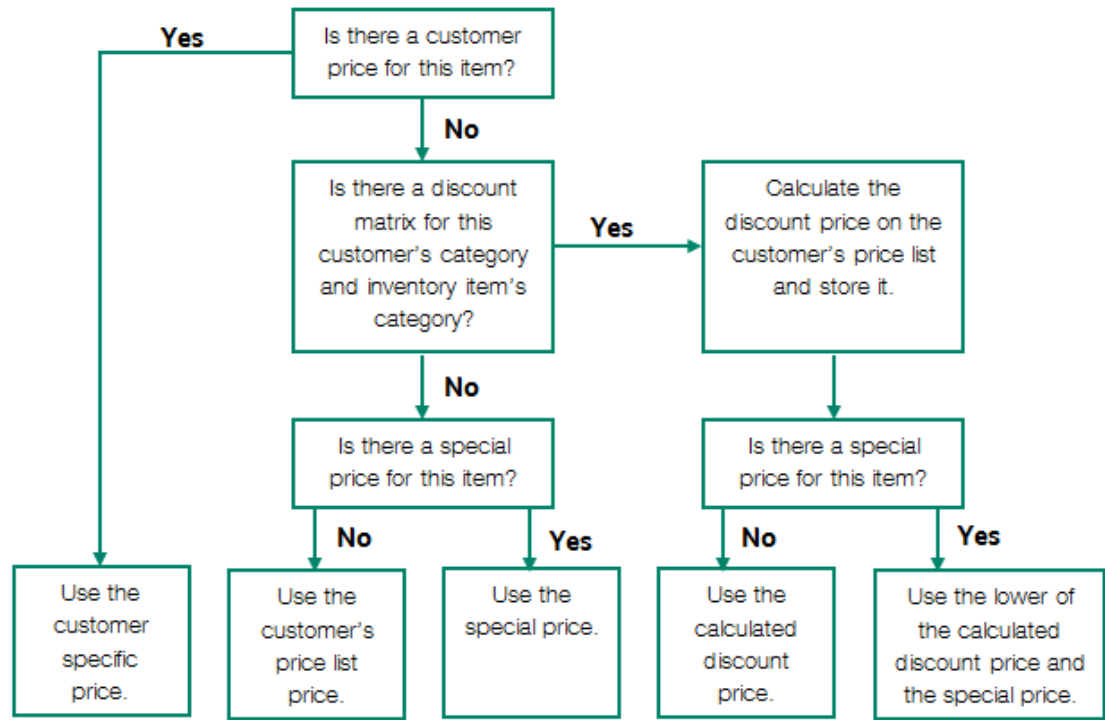 Yes
Is there a customer
price for this item?
No
Is there a discount
matrix for this
customer's category
and inventory item's
category?
Yes
Calculate the
discount price on the
customer's price list
and store it.
No
Is there a special
price for this item?
Is there a special
price for this item?
No
Yes
No
Yes
Use the
customer
specific
price.
Use the
customer's
price list
price.
Use the
special price.
Use the
calculated
discount
price.
Use the lower of
the calculated
discount price and
the special price.